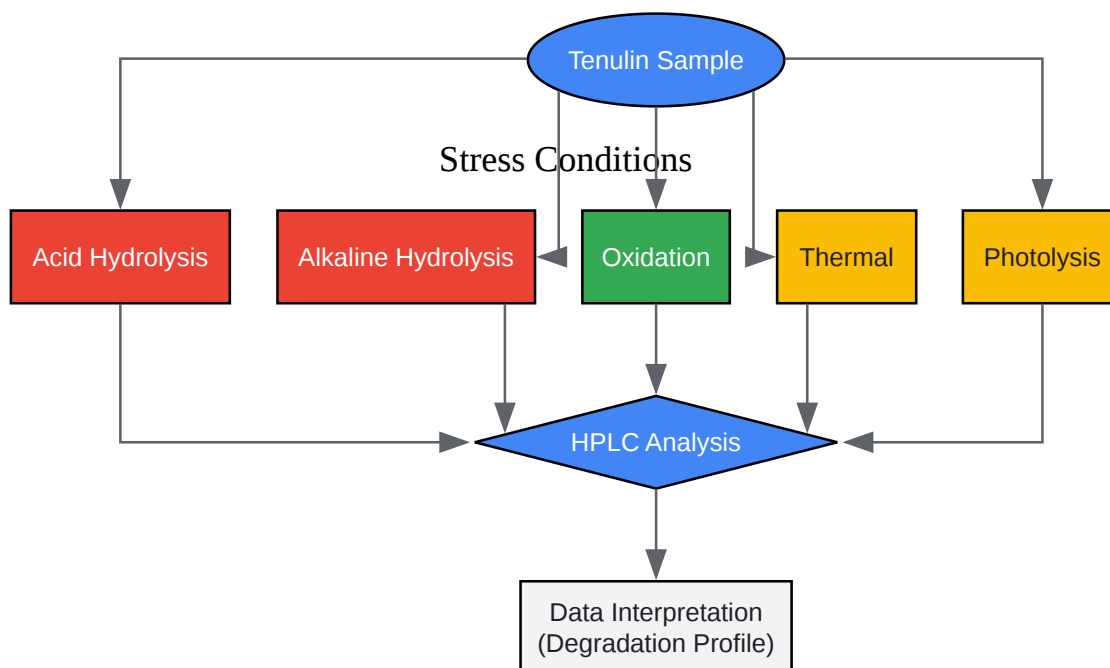 Tenulin Sample
Stress Conditions
Acid Hydrolysis
Alkaline Hydrolysis
Oxidation
Thermal
Photolysis
HPLC Analysis
Data Interpretation
(Degradation Profile)